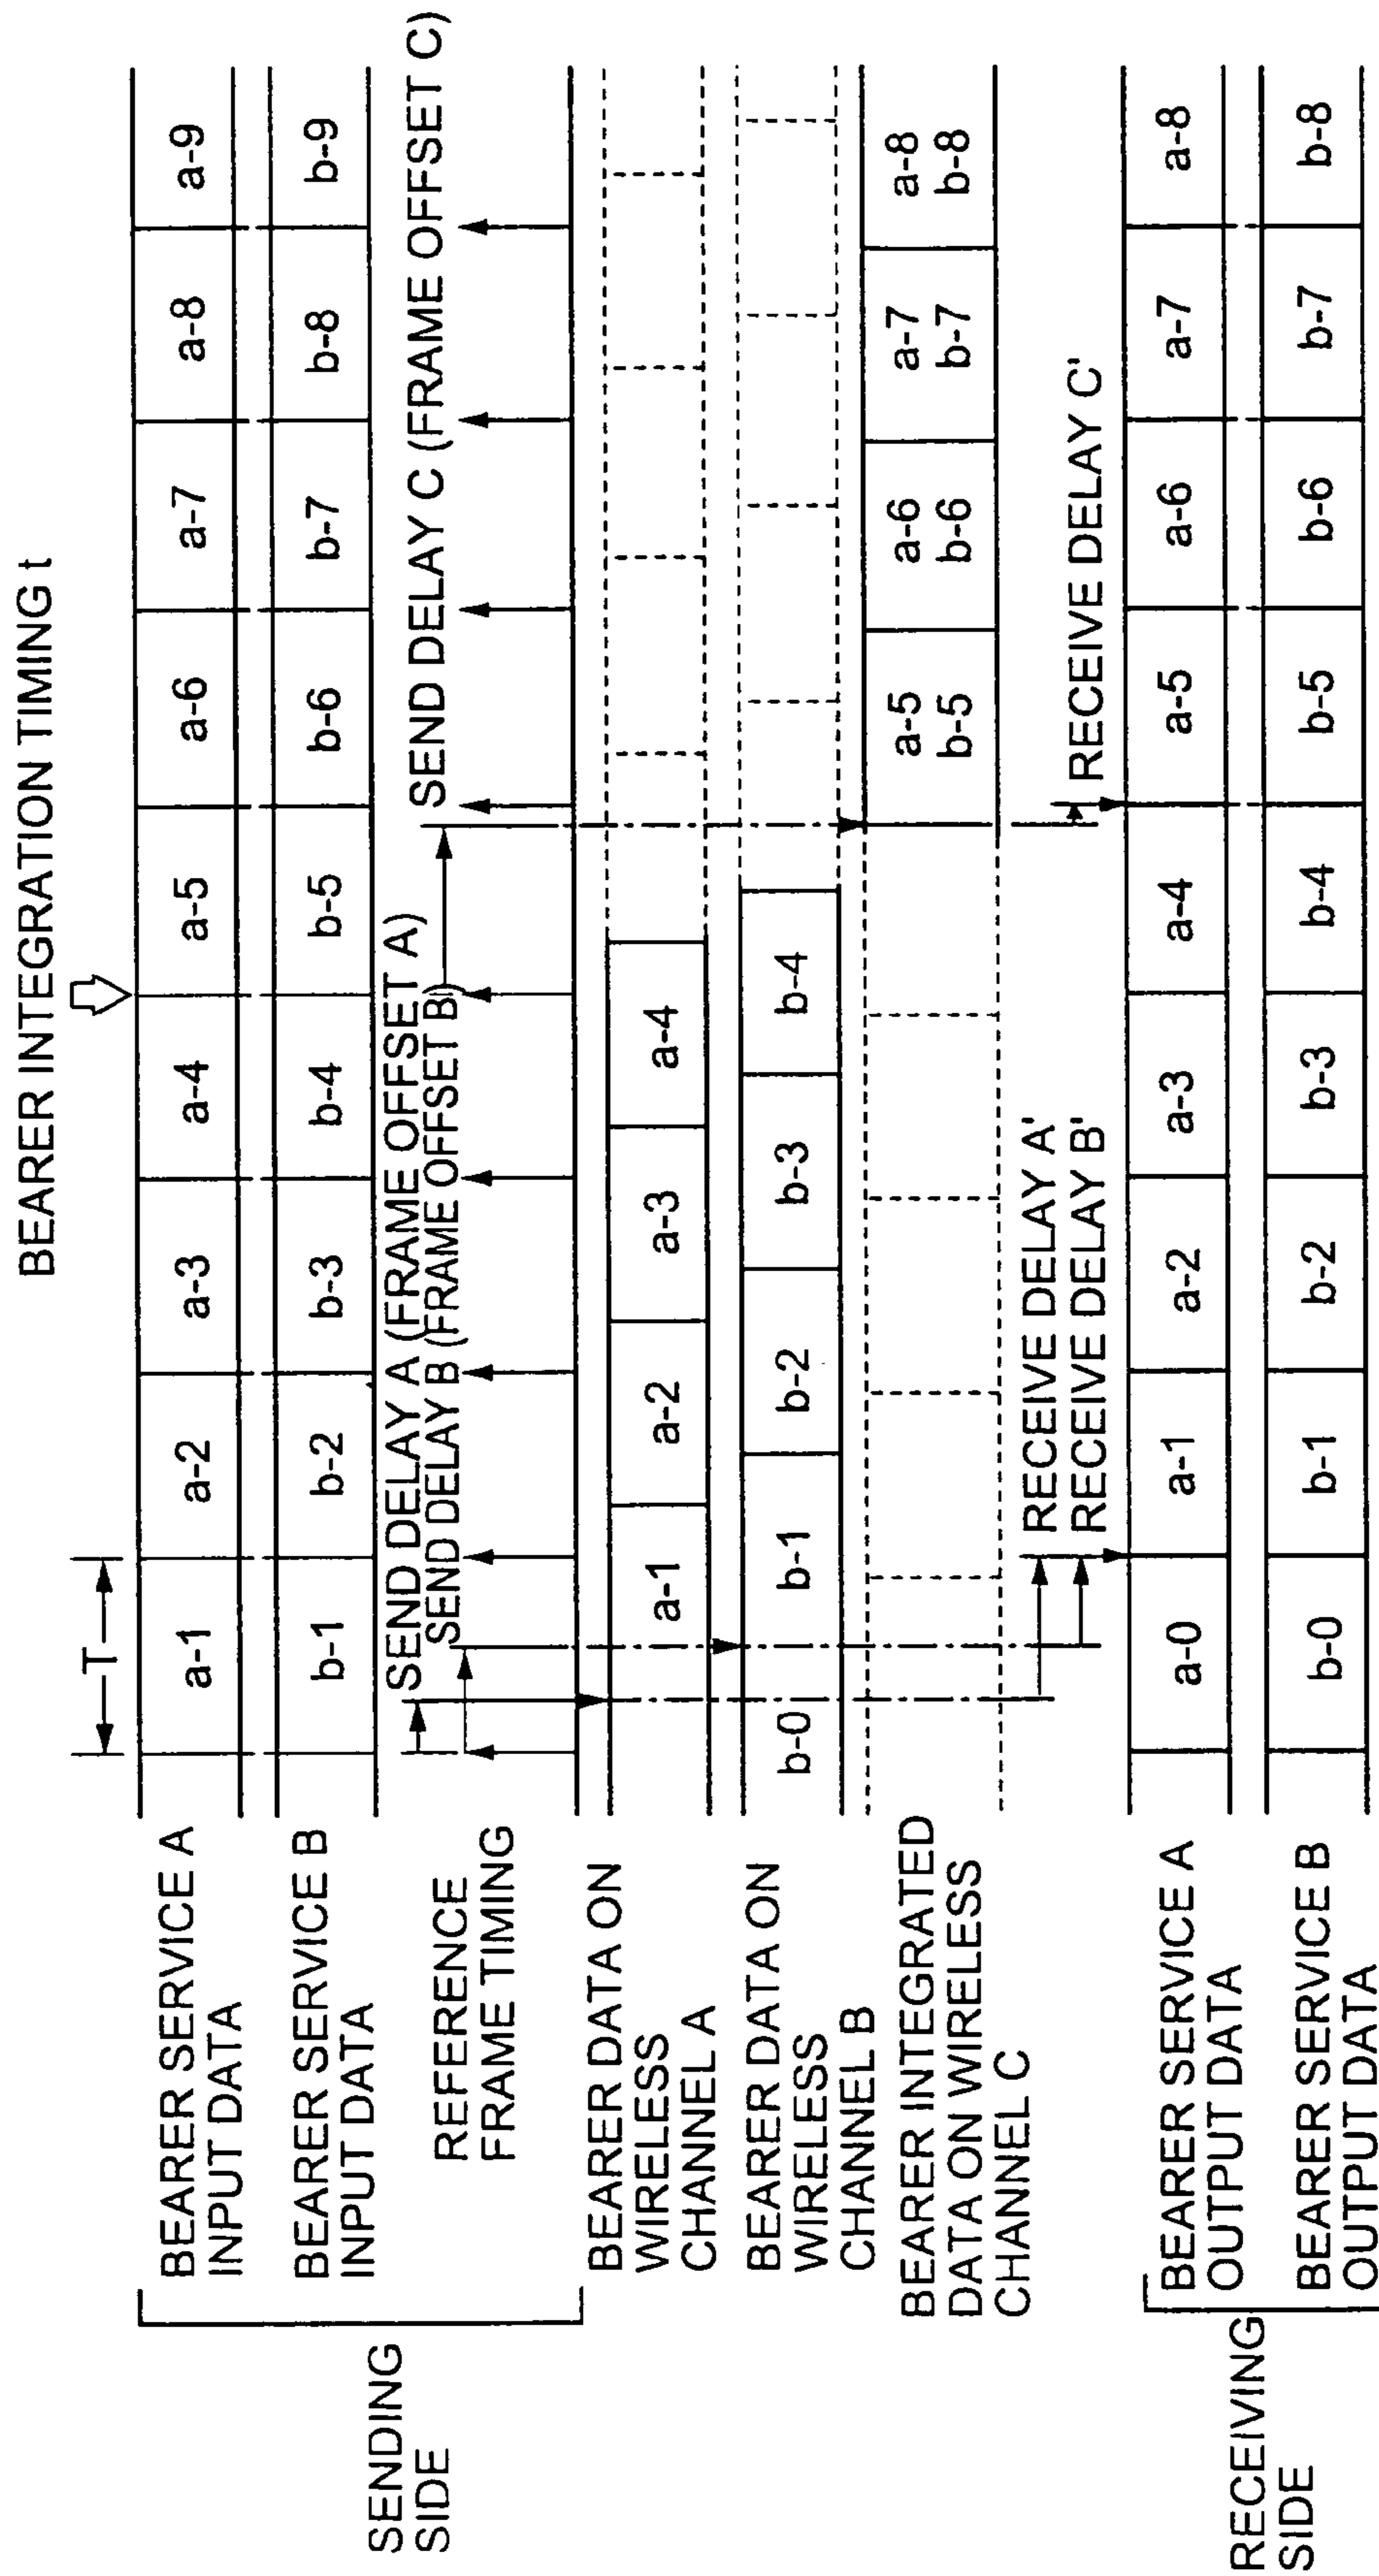 BEARER INTEGRATION TIMING t
T
SENDING
SIDE
BEARER SERVICE A
INPUT DATA
a-1 a-2 a-3 a-4 a-5 a-6 a-7 a-8 a-9
BEARER SERVICE B
INPUT DATA
b-1 b-2 b-3 b-4 b-5 b-6 b-7 b-8 b-9
SEND DELAY A (FRAME OFFSET A)
SEND DELAY B (FRAME OFFSET B)
SEND DELAY C (FRAME OFFSET C)
REFERENCE
FRAME TIMING
BEARER DATA ON
WIRELESS
CHANNEL A
a-1 a-2 a-3 a-4
BEARER DATA ON
WIRELESS
CHANNEL B
b-0 b-1 b-2 b-3 b-4
BEARER INTEGRATED
DATA ON WIRELESS
CHANNEL C
a-5 a-6 a-7 a-8
b-5 b-6 b-7 b-8
RECEIVE DELAY A'
RECEIVE DELAY B'
RECEIVE DELAY C'
RECEIVING
SIDE
BEARER SERVICE A
OUTPUT DATA
a-0 a-1 a-2 a-3 a-4 a-5 a-6 a-7 a-8
BEARER SERVICE B
OUTPUT DATA
b-0 b-1 b-2 b-3 b-4 b-5 b-6 b-7 b-8